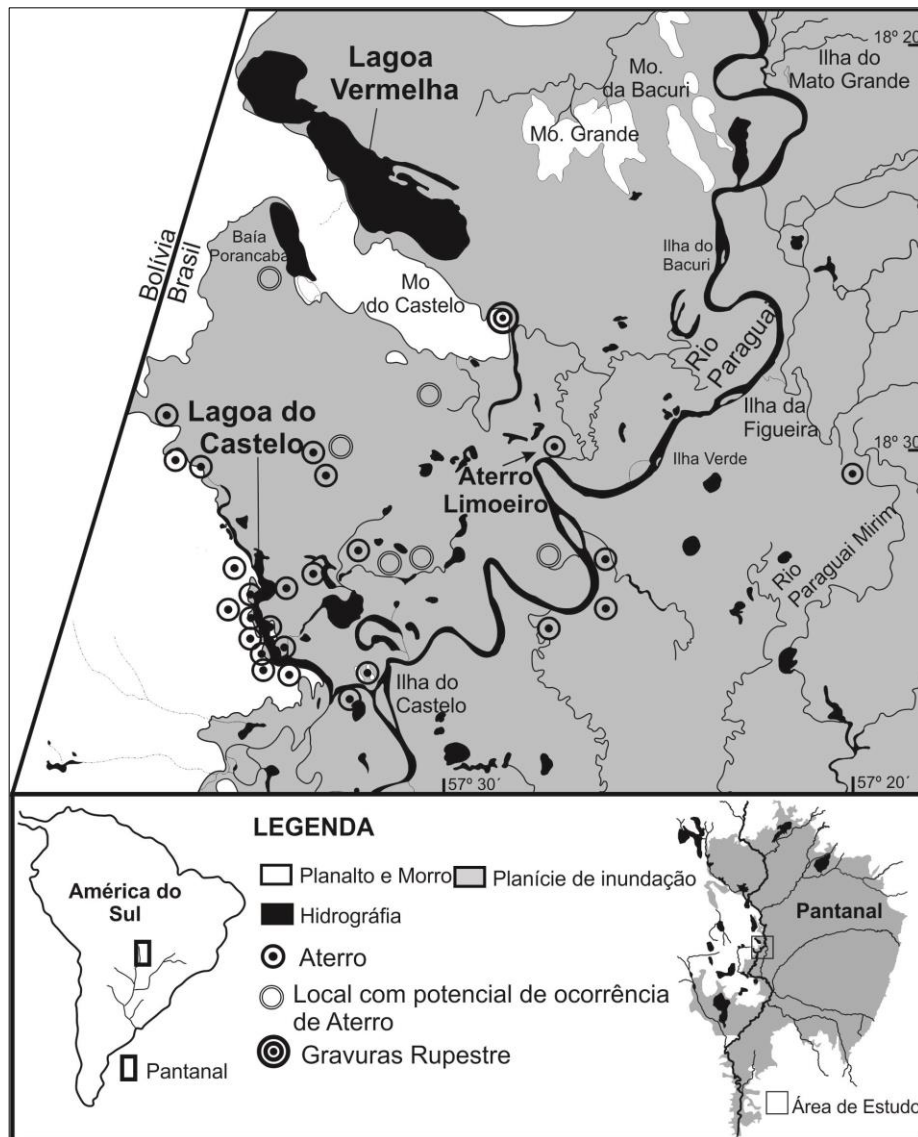 18º 20
Lagoa
Vermelha
Mo.
da Bacuri
Ilha do
Mato Grande
Mo. Grande
Baía
Porancaba
Ilha do
Bacuri
Bolívia
Brasil
Mo
do Castelo
Rio
Paraguai
Lagoa do
Castelo
Ilha da
Figueira
18º 30
Aterro
Limoeiro
Ilha Verde
Rio
Paraguai Mirim
Ilha do
Castelo
57º 30´
57º 20´
LEGENDA
América do
Sul
Planalto e Morro
Planície de inundação
Hidrográfia
Aterro
Local com potencial de ocorrência
de Aterro
Gravuras Rupestre
Pantanal
Pantanal
Área de Estudo